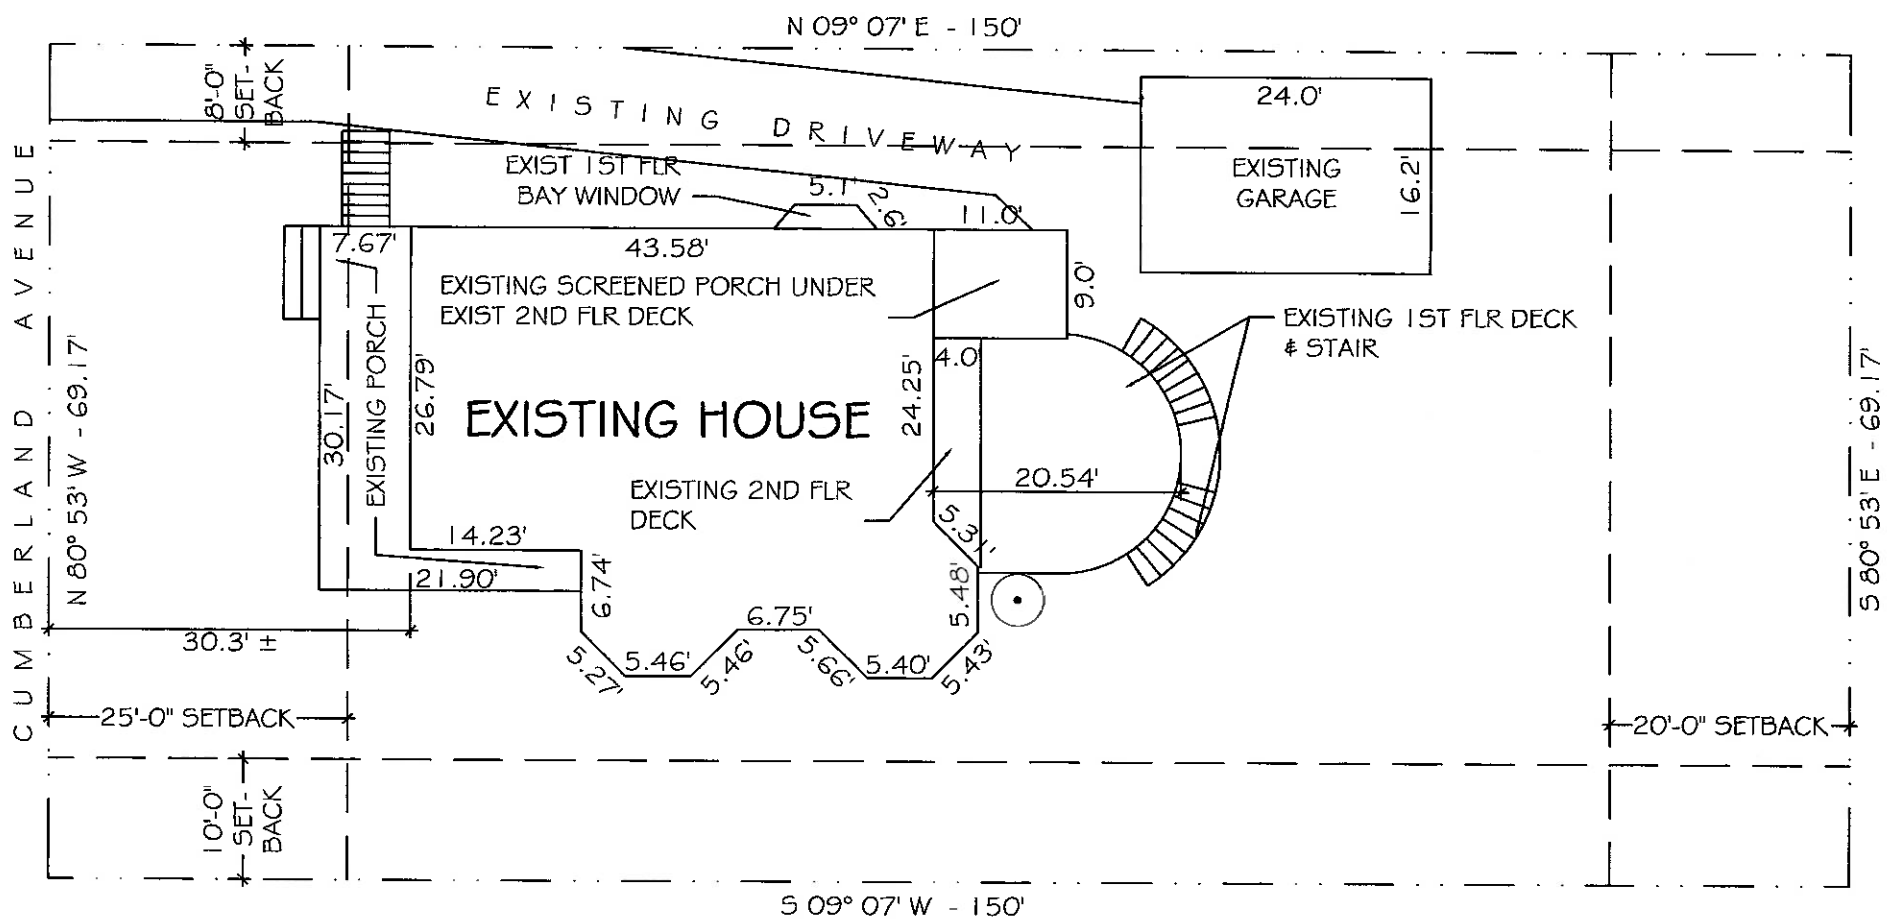 N 09° 07' E - 150'
8'-0"
SET-
BACK
EXISTING DRIVEWAY
24.0'
EXISTING
GARAGE
16.2'
EXIST 1ST FLR
BAY WINDOW
5.1'
2.6'
11.0'
7.67'
43.58'
EXISTING SCREENED PORCH UNDER
EXIST 2ND FLR DECK
9.0'
EXISTING 1ST FLR DECK
& STAIR
CUMBERLAND AVENUE
N 80° 53' W - 69.17'
30.17'
EXISTING PORCH
26.79'
EXISTING HOUSE
24.25'
4.0'
20.54'
S 80° 53' E - 69.17'
EXISTING 2ND FLR
DECK
5.31'
14.23'
21.90'
6.74'
5.48'
30.3' ±
5.27'
5.46'
5.46'
6.75'
5.66'
5.40'
5.43'
25'-0" SETBACK
20'-0" SETBACK
10'-0"
SET-
BACK
S 09° 07' W - 150'